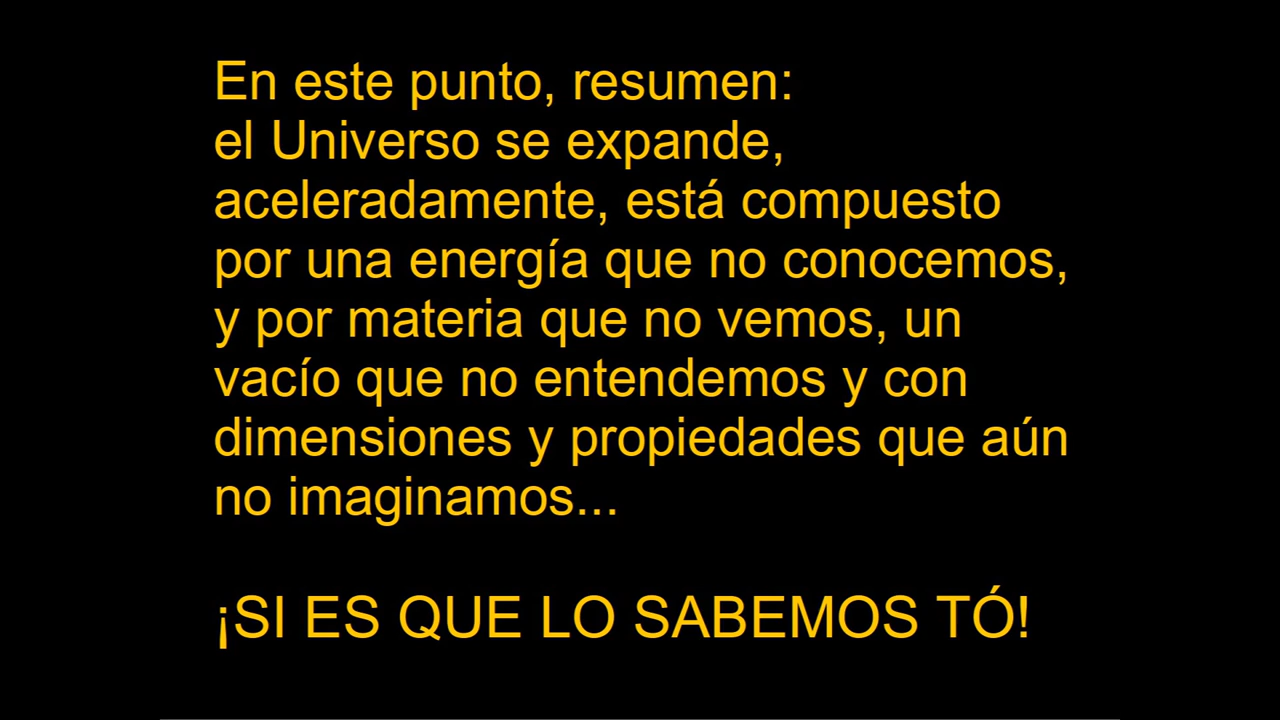 En este punto, resumen:
el Universo se expande,
aceleradamente, está compuesto
por una energía que no conocemos,
y por materia que no vemos, un
vacío que no entendemos y con
dimensiones y propiedades que aún
no imaginamos...
¡SI ES QUE LO SABEMOS TÓ!